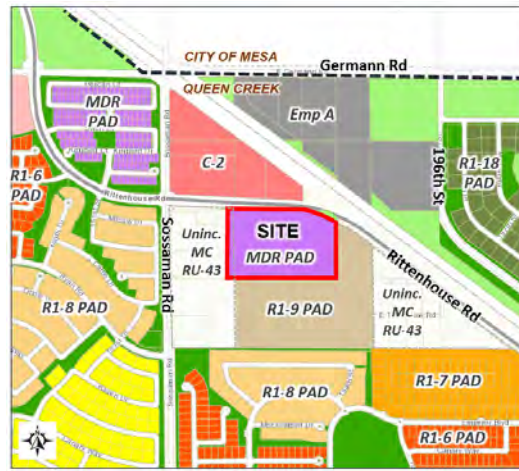 CITY OF MESA
Germann Rd
QUEEN CREEK
MDR
PAD
Emp A
C-2
R1-6
PAD
196th St
R1-18
PAD
Rittenhouse Rd
Sossaman Rd
Uninc.
MC
RU-43
SITE
MDR PAD
Rittenhouse Rd
Uninc.
MC
RU-43
R1-9 PAD
R1-8 PAD
R1-8 PAD
R1-7 PAD
R1-6 PAD